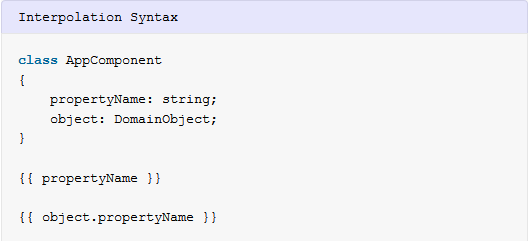 Interpolation Syntax
class AppComponent
{
    propertyName: string;
    object: DomainObject;
}
{{ propertyName }}
{{ object.propertyName }}